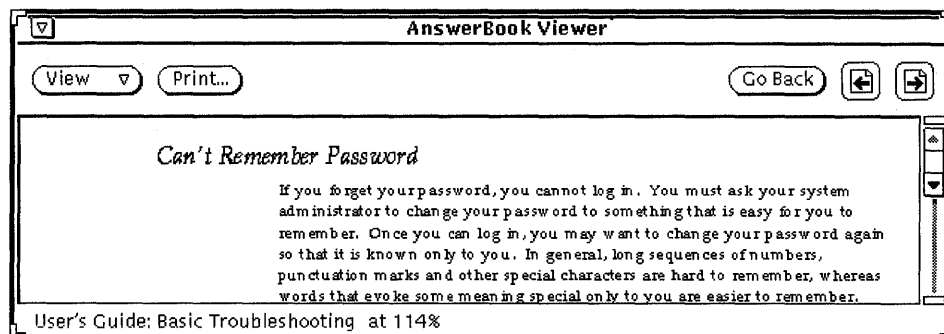 AnswerBook Viewer
View Print... Go Back
Can't Remember Password
If you forget your password, you cannot log in. You must ask your system
administrator to change your password to something that is easy for you to
remember. Once you can log in, you may want to change your password again
so that it is known only to you. In general, long sequences of numbers,
punctuation marks and other special characters are hard to remember, whereas
words that evoke some meaning special only to you are easier to remember.
User's Guide: Basic Troubleshooting at 114%